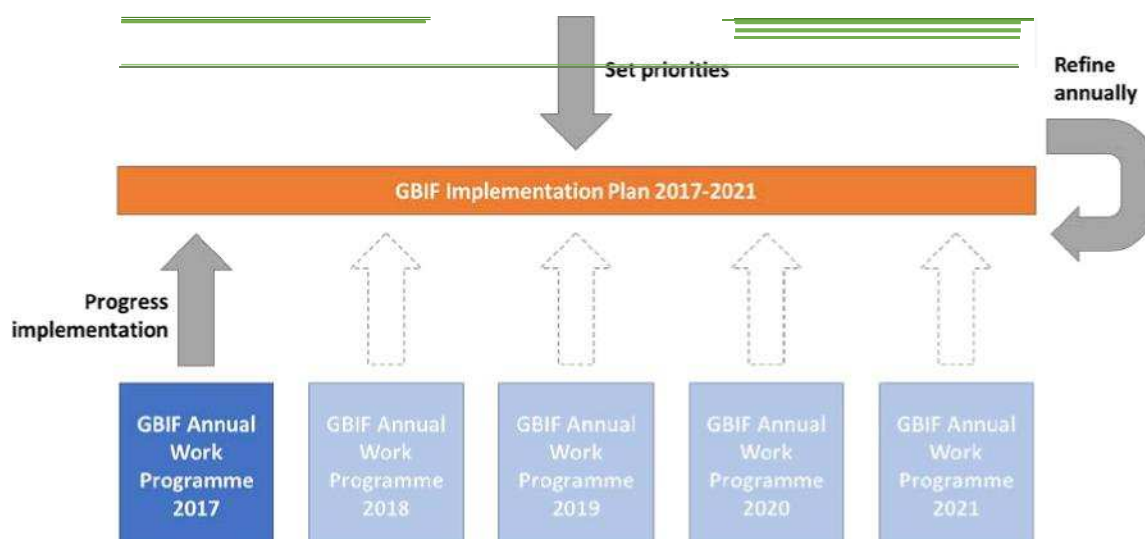 Set priorities
Refine
annually
GBIF Implementation Plan 2017-2021
Progress
implementation
GBIF Annual
Work
Programme
2017
GBIF Annual
Work
Programme
2018
GBIF Annual
Work
Programme
2019
GBIF Annual
Work
Programme
2020
GBIF Annual
Work
Programme
2021